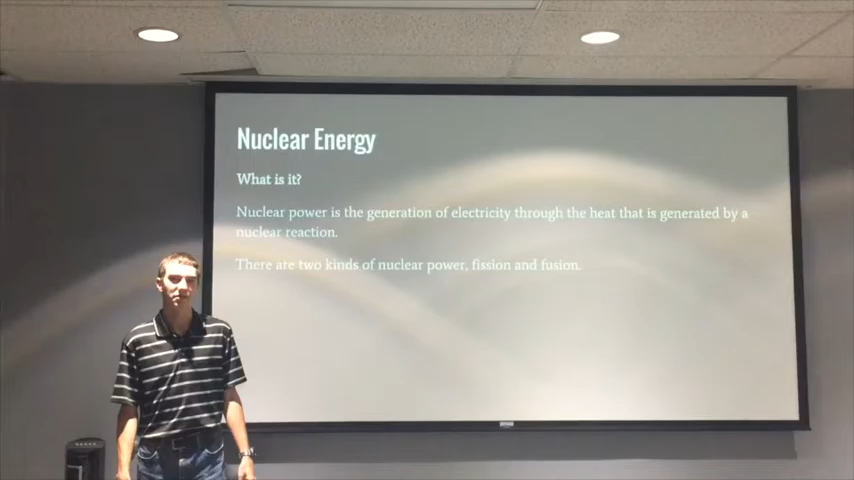 Nuclear Energy
What is it?
Nuclear power is the generation of electricity through the heat that is generated by a
nuclear reaction.
There are two kinds of nuclear power, fission and fusion.